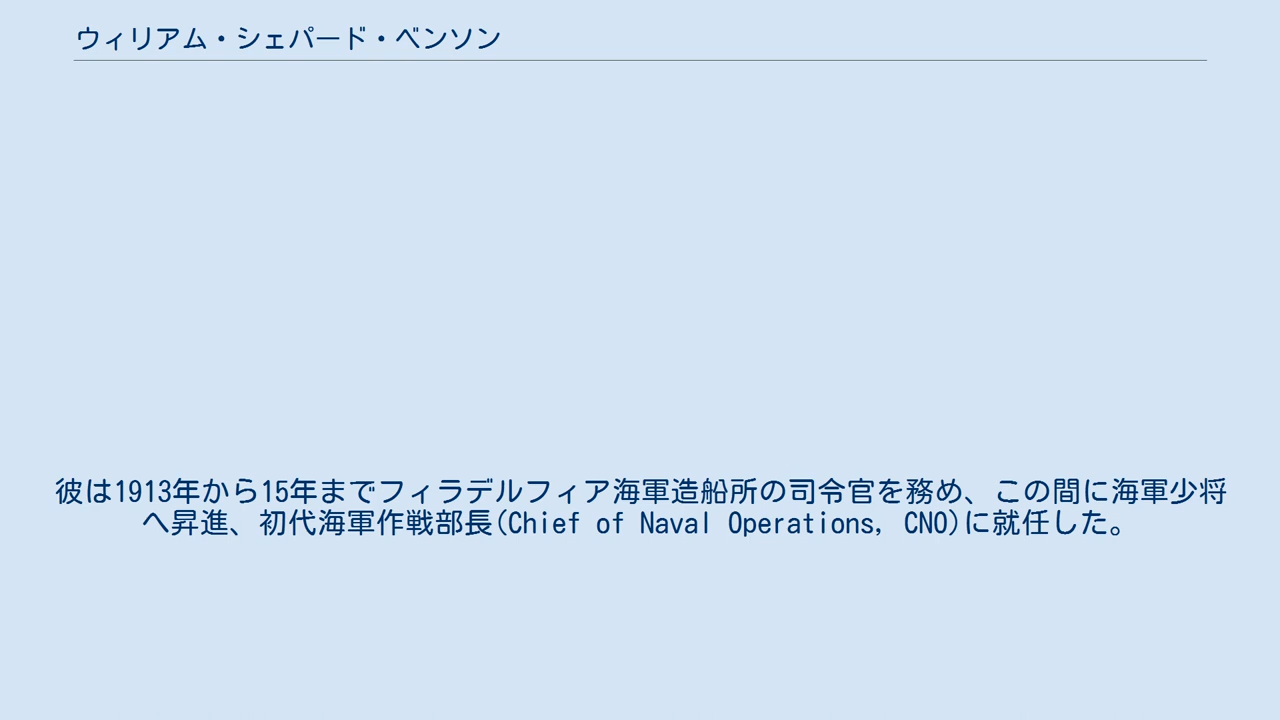 ウィリアム・シェパード・ベンソン
彼は1913年から15年までフィラデルフィア海軍造船所の司令官を務め、この間に海軍少将
へ昇進、初代海軍作戦部長(Chief of Naval Operations, CNO)に就任した。